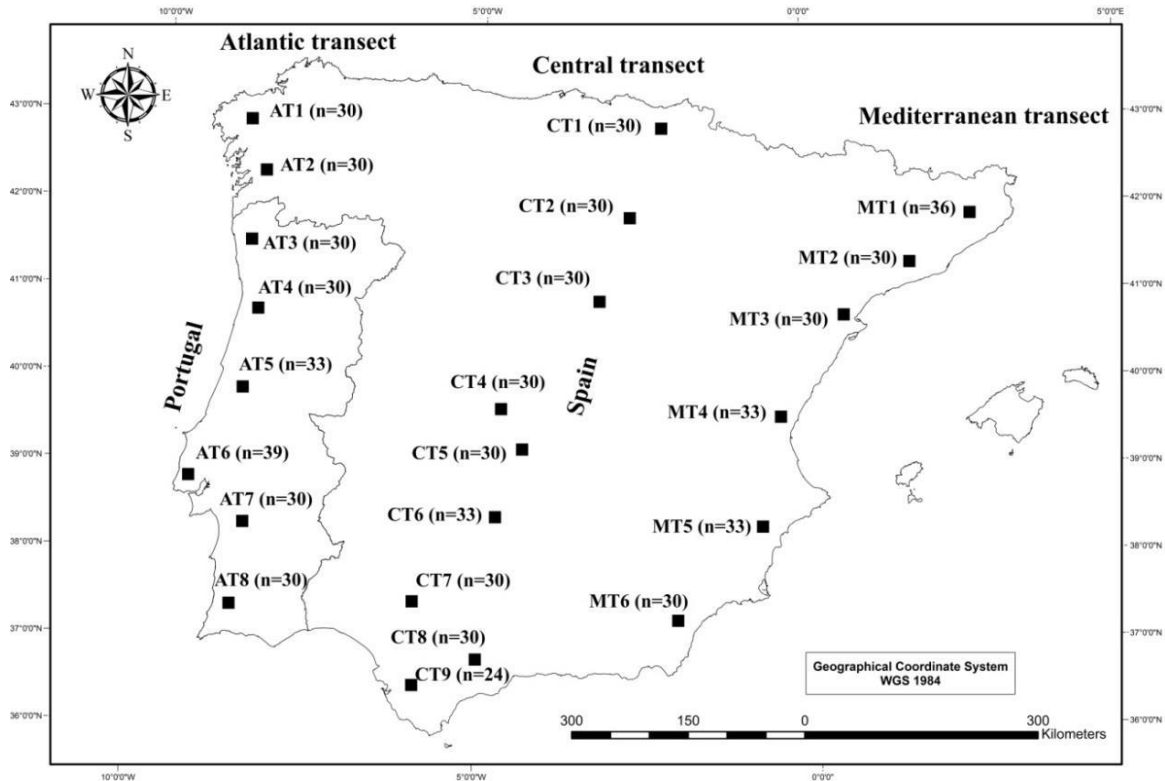 10°0'0"W 5°0'0"W 0°0'0" 5°0'0"E
Atlantic transect
Central transect
Mediterranean transect
N
W E
S
43°0'0"N 43°0'0"N
AT1 (n=30)
CT1 (n=30)
AT2 (n=30)
42°0'0"N 42°0'0"N
CT2 (n=30)
MT1 (n=36)
AT3 (n=30)
MT2 (n=30)
41°0'0"N 41°0'0"N
CT3 (n=30)
AT4 (n=30)
MT3 (n=30)
Portugal
Spain
40°0'0"N 40°0'0"N
AT5 (n=33)
CT4 (n=30)
MT4 (n=33)
39°0'0"N 39°0'0"N
AT6 (n=39)
CT5 (n=30)
AT7 (n=30)
CT6 (n=33)
MT5 (n=33)
38°0'0"N 38°0'0"N
AT8 (n=30)
CT7 (n=30)
MT6 (n=30)
37°0'0"N 37°0'0"N
CT8 (n=30)
CT9 (n=24)
Geographical Coordinate System
WGS 1984
36°0'0"N 36°0'0"N
300 150 0 300
Kilometers
10°0'0"W 5°0'0"W 0°0'0"